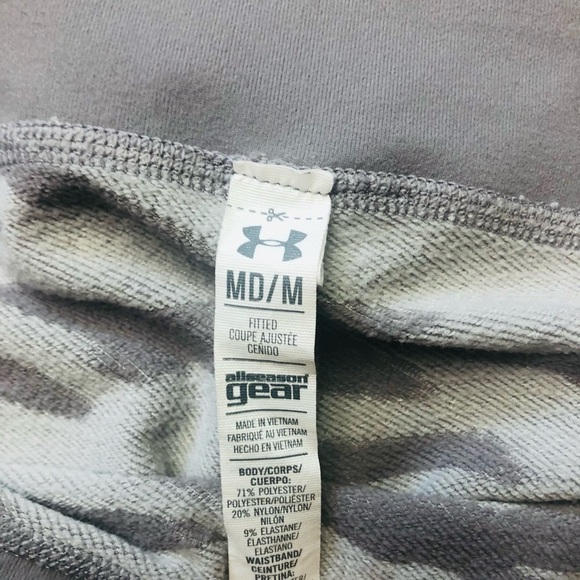 MD/M
FITTED
COUPE AJUSTÉE
CEÑIDO
allseason
gear
MADE IN VIETNAM
FABRIQUÉ AU VIETNAM
HECHO EN VIETNAM
BODY/CORPS/
CUERPO:
71% POLYESTER/
POLYESTER/POLIÉSTER
20% NYLON/NYLON/
NILÓN
9% ELASTANE/
ÉLASTHANNE/
ELASTANO
WAISTBAND/
CEINTURE/
PRETINA: